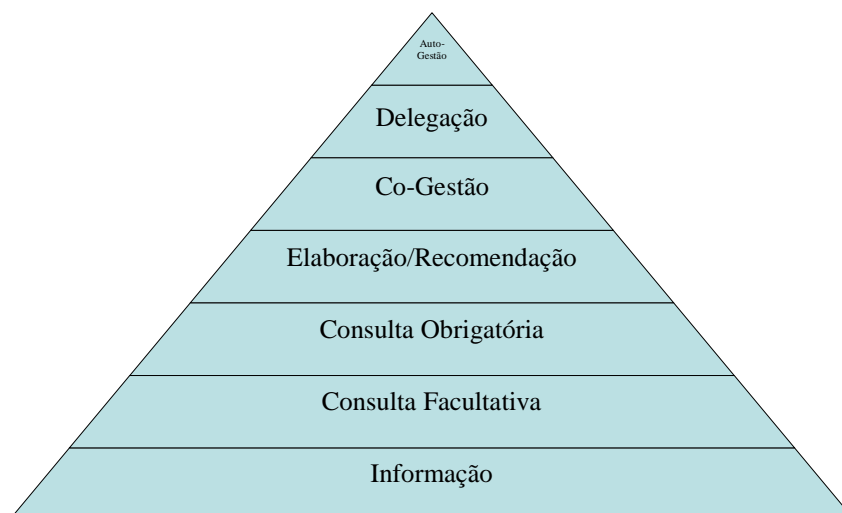 Auto-
Gestão
Delegação
Co-Gestão
Elaboração/Recomendação
Consulta Obrigatória
Consulta Facultativa
Informação